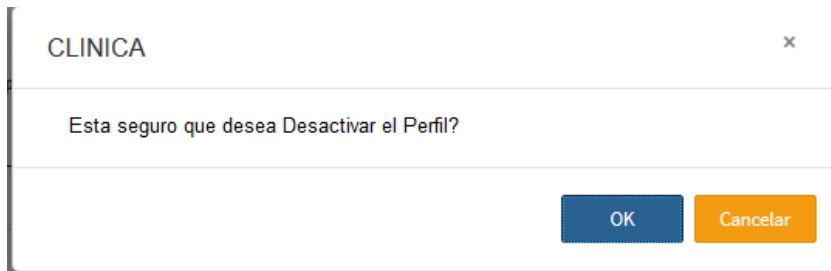 CLINICA ×
Esta seguro que desea Desactivar el Perfil?
OK Cancelar